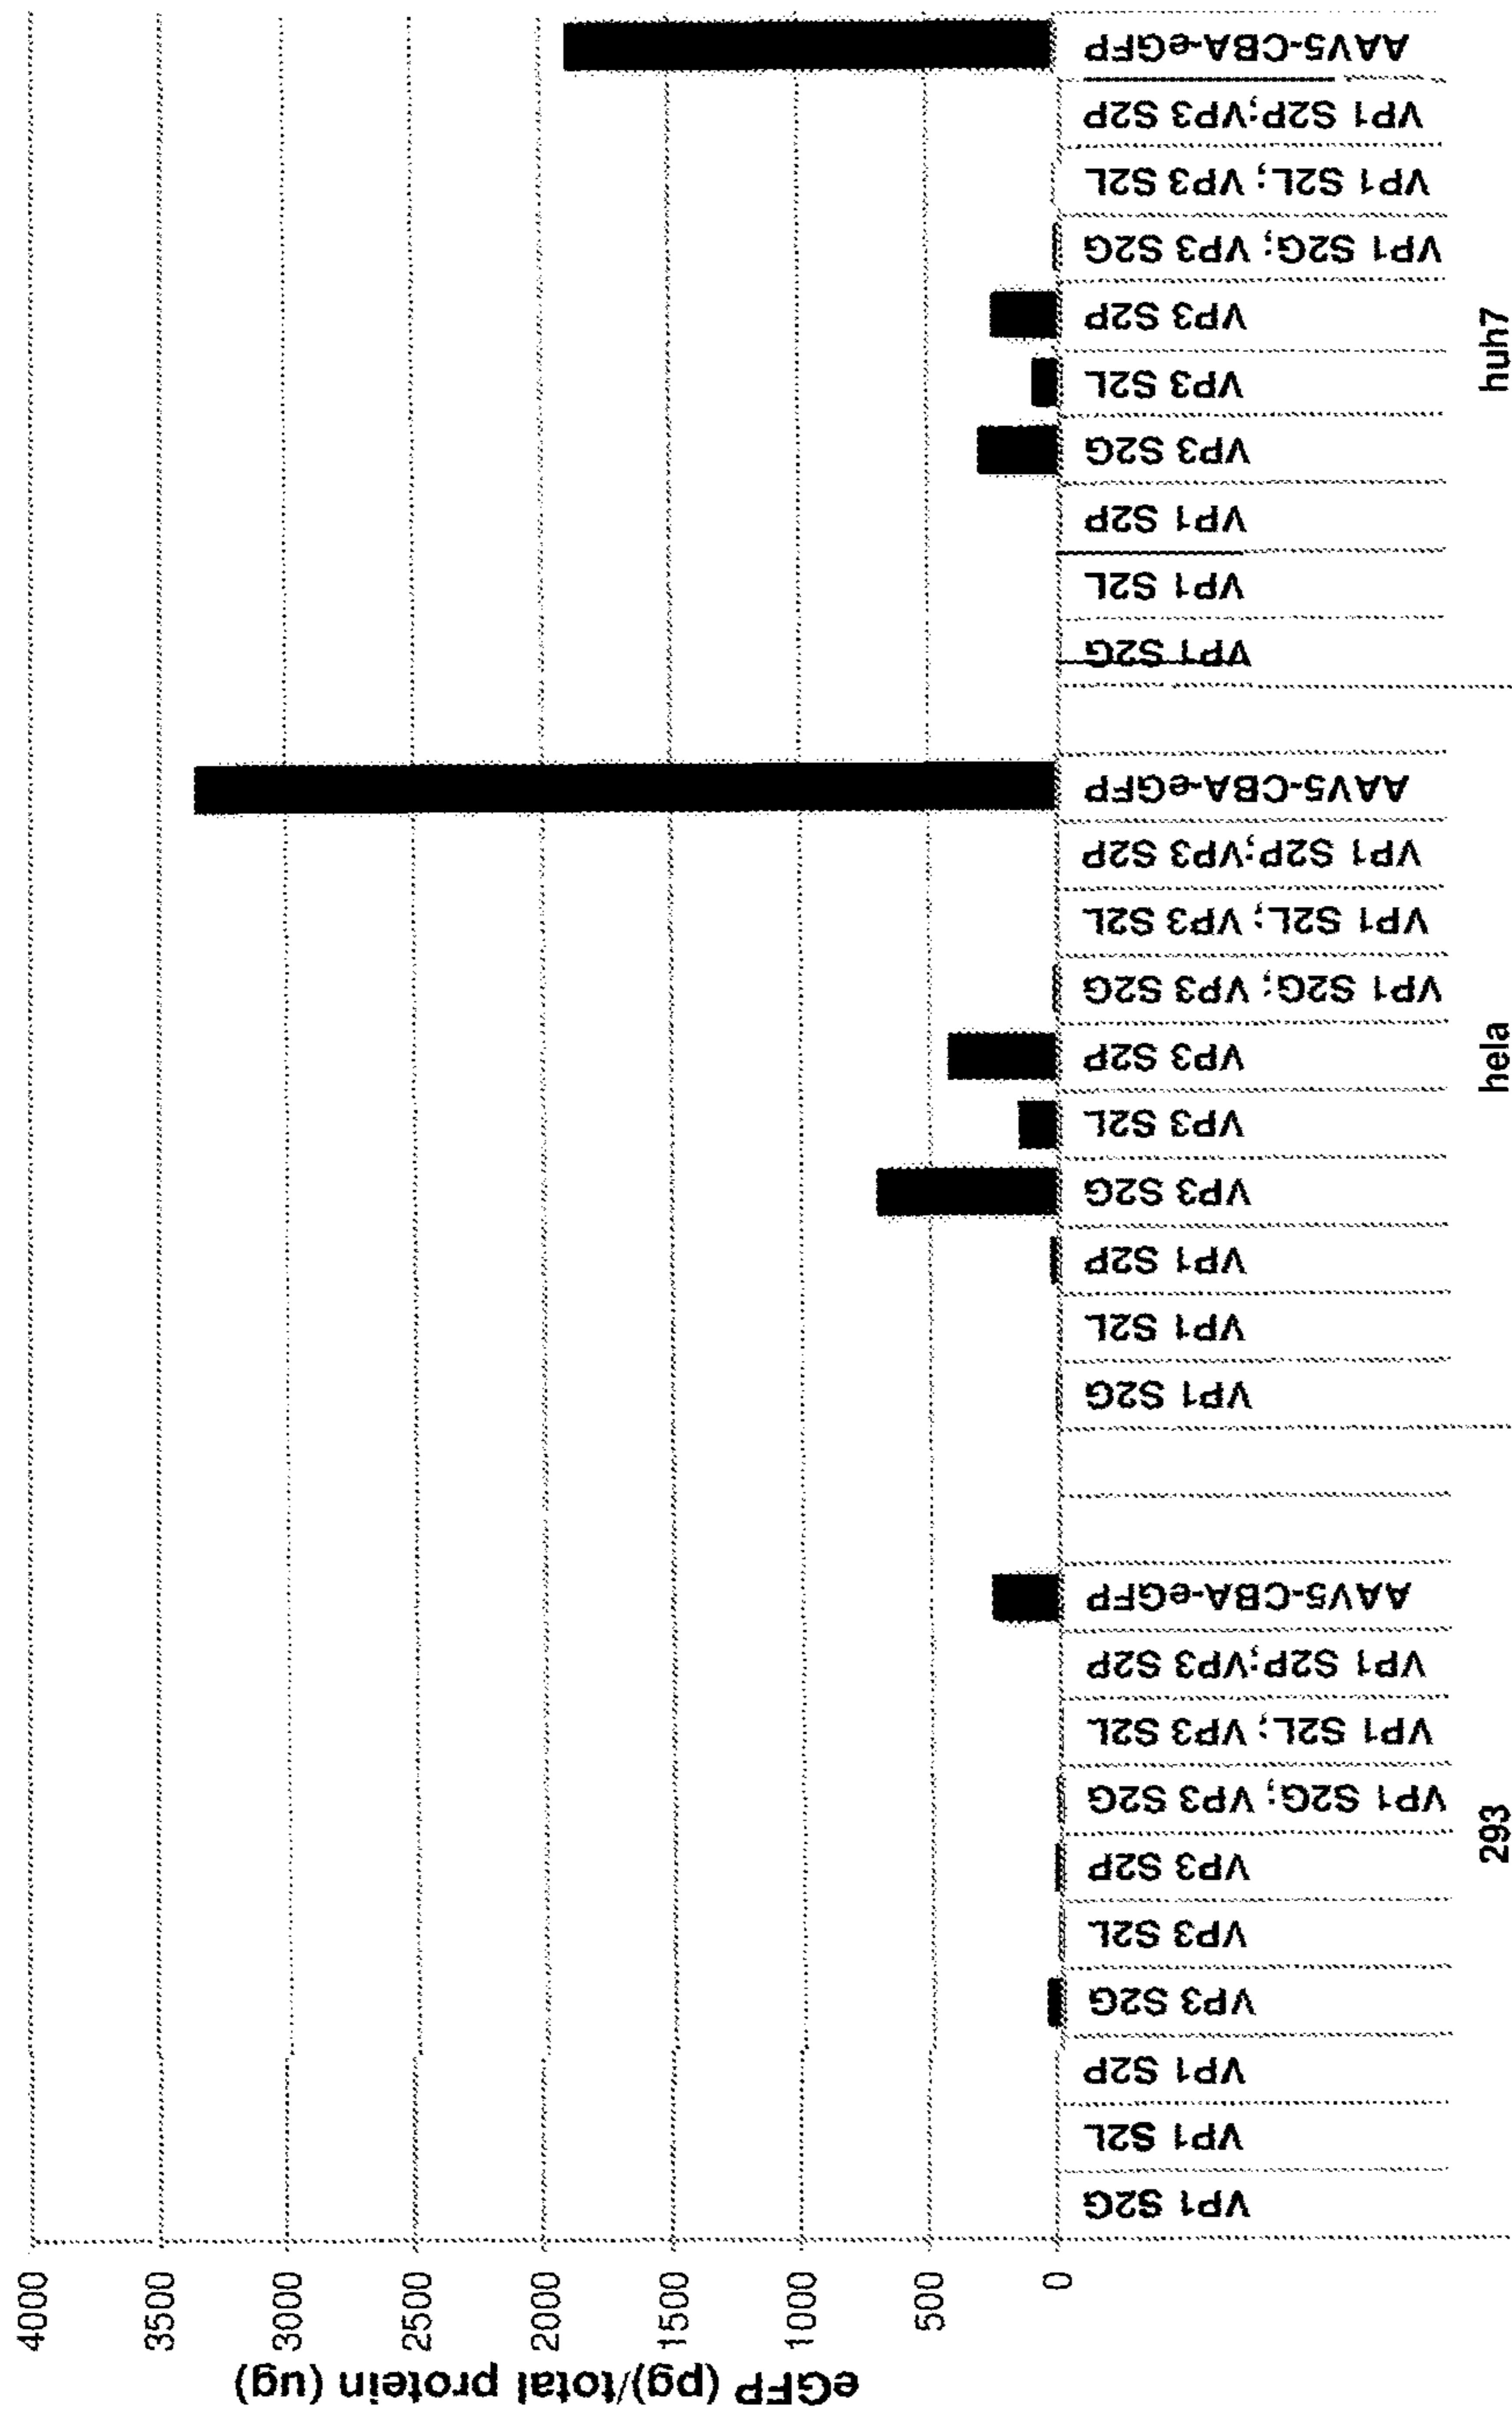 eGFP (pg)/total protein (ug)
4000
3500
3000
2500
2000
1500
1000
500
0
VP1 S2G
VP1 S2L
VP1 S2P
VP3 S2G
VP3 S2L
VP3 S2P
VP1 S2G; VP3 S2G
VP1 S2L; VP3 S2L
VP1 S2P;VP3 S2P
AAV5-CBA-eGFP
VP1 S2G
VP1 S2L
VP1 S2P
VP3 S2G
VP3 S2L
VP3 S2P
VP1 S2G; VP3 S2G
VP1 S2L; VP3 S2L
VP1 S2P;VP3 S2P
AAV5-CBA-eGFP
VP1 S2G
VP1 S2L
VP1 S2P
VP3 S2G
VP3 S2L
VP3 S2P
VP1 S2G; VP3 S2G
VP1 S2L; VP3 S2L
VP1 S2P;VP3 S2P
AAV5-CBA-eGFP
293
hela
huh7